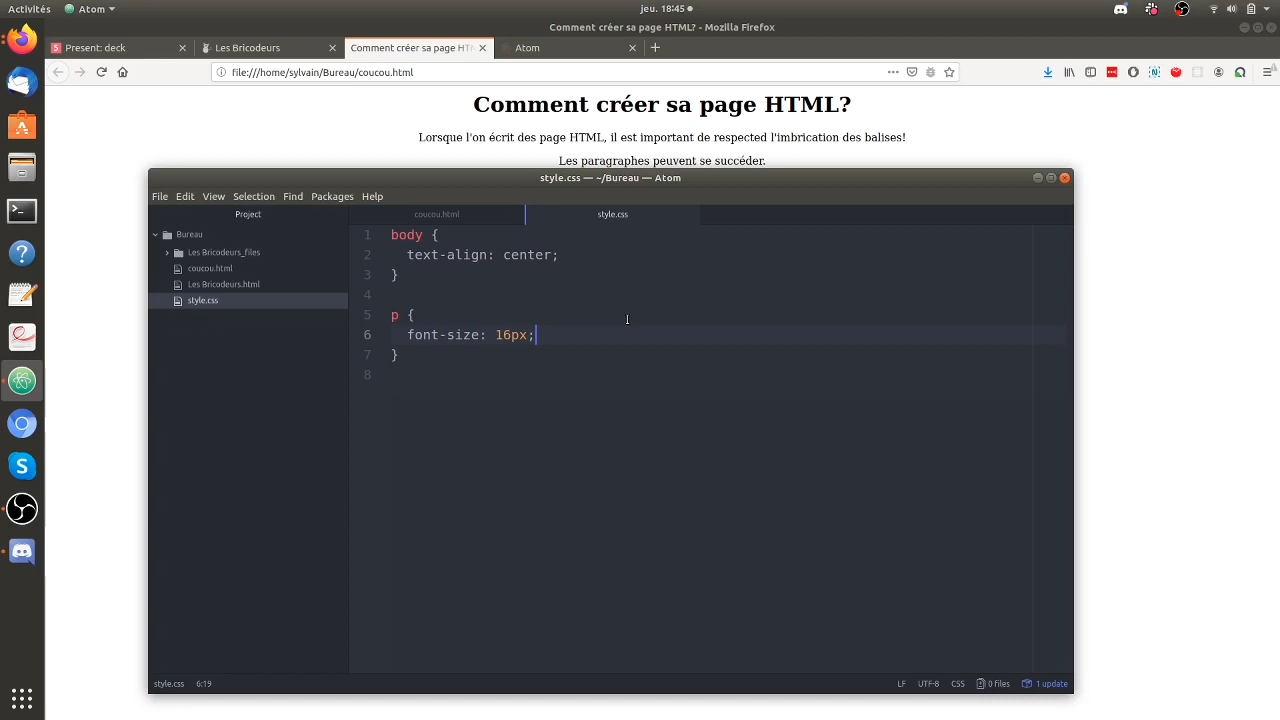 Activités Atom jeu. 18:45
Comment créer sa page HTML? - Mozilla Firefox
Present: deck Les Bricodeurs Comment créer sa page HT Atom
file:///home/sylvain/Bureau/coucou.html
Comment créer sa page HTML?
Lorsque l'on écrit des page HTML, il est important de respected l'imbrication des balises!
Les paragraphes peuvent se succéder.
style.css — ~/Bureau — Atom
File Edit View Selection Find Packages Help
Project coucou.html style.css
Bureau
Les Bricodeurs_files
coucou.html
Les Bricodeurs.html
style.css
1 body {
2 text-align: center;
3 }
4
5 p {
6 font-size: 16px;
7 }
8
style.css 6:19 LF UTF-8 CSS 0 files 1 update